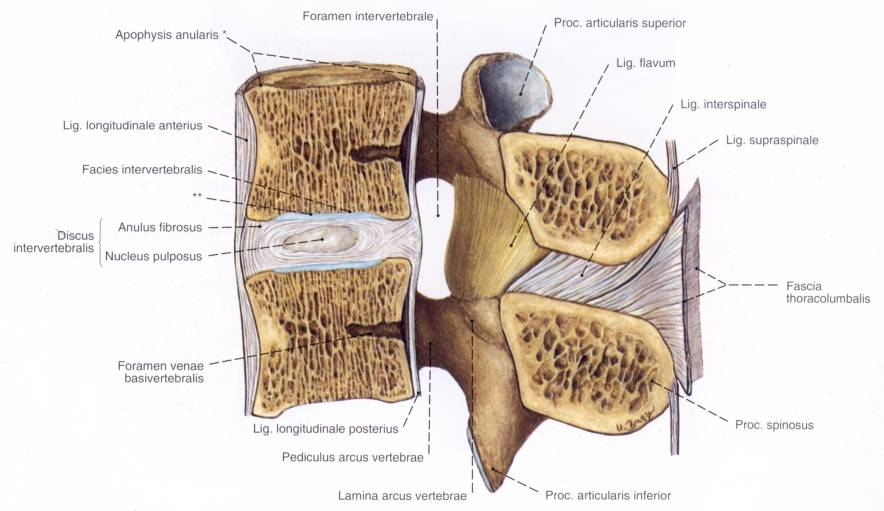 Foramen intervertebrale
Apophysis anularis *
Proc. articularis superior
Lig. flavum
Lig. interspinale
Lig. longitudinale anterius
Lig. supraspinale
Facies intervertebralis
**
Anulus fibrosus
Discus
intervertebralis
Nucleus pulposus
Fascia
thoracolumbalis
Foramen venae
basivertebralis
Lig. longitudinale posterius
Proc. spinosus
Pediculus arcus vertebrae
Lamina arcus vertebrae
Proc. articularis inferior